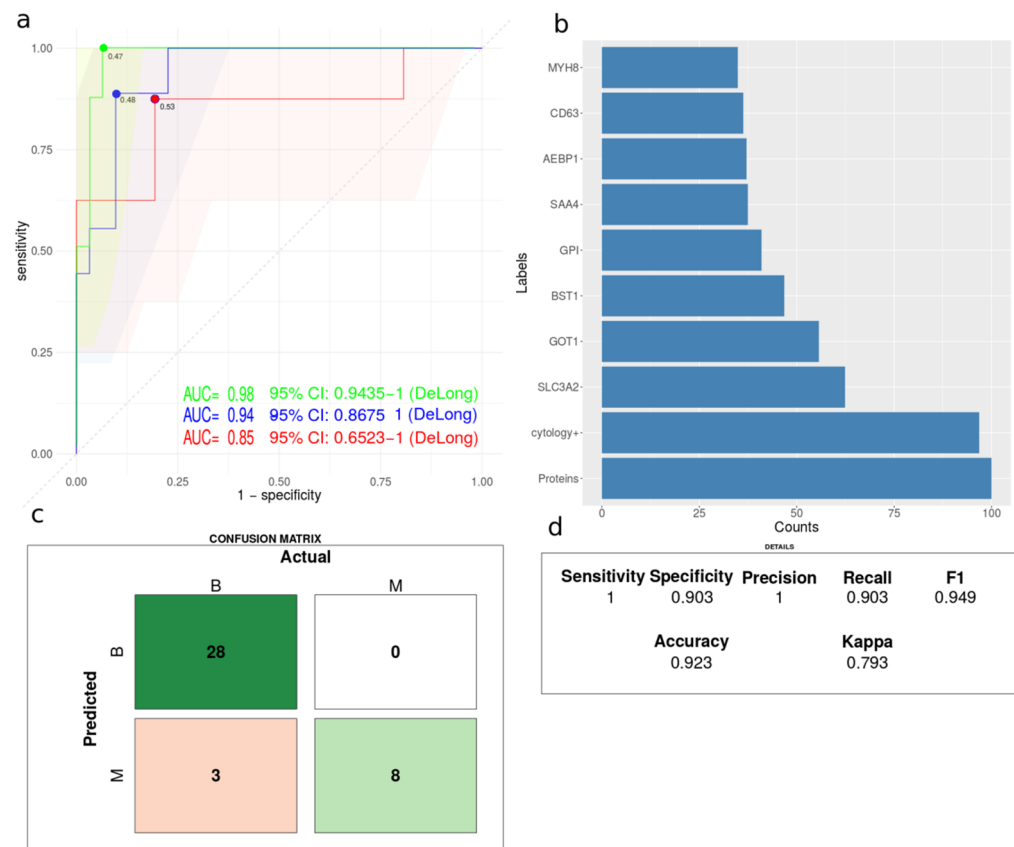 a
1.00
0.75
0.50
0.25
0.00
sensitivity
0.47
0.48
0.53
AUC= 0.98 95% CI: 0.9435−1 (DeLong)
AUC= 0.94 95% CI: 0.8675 1 (DeLong)
AUC= 0.85 95% CI: 0.6523−1 (DeLong)
0.00 0.25 0.50 0.75 1.00
1 − specificity
b
Labels
MYH8
CD63
AEBP1
SAA4
GPI
BST1
GOT1
SLC3A2
cytology+
Proteins
0 25 50 75 100
Counts
c
CONFUSION MATRIX
Actual
B M
Predicted
B 28 0
M 3 8
d
DETAILS
Sensitivity Specificity Precision Recall F1
1 0.903 1 0.903 0.949
Accuracy Kappa
0.923 0.793